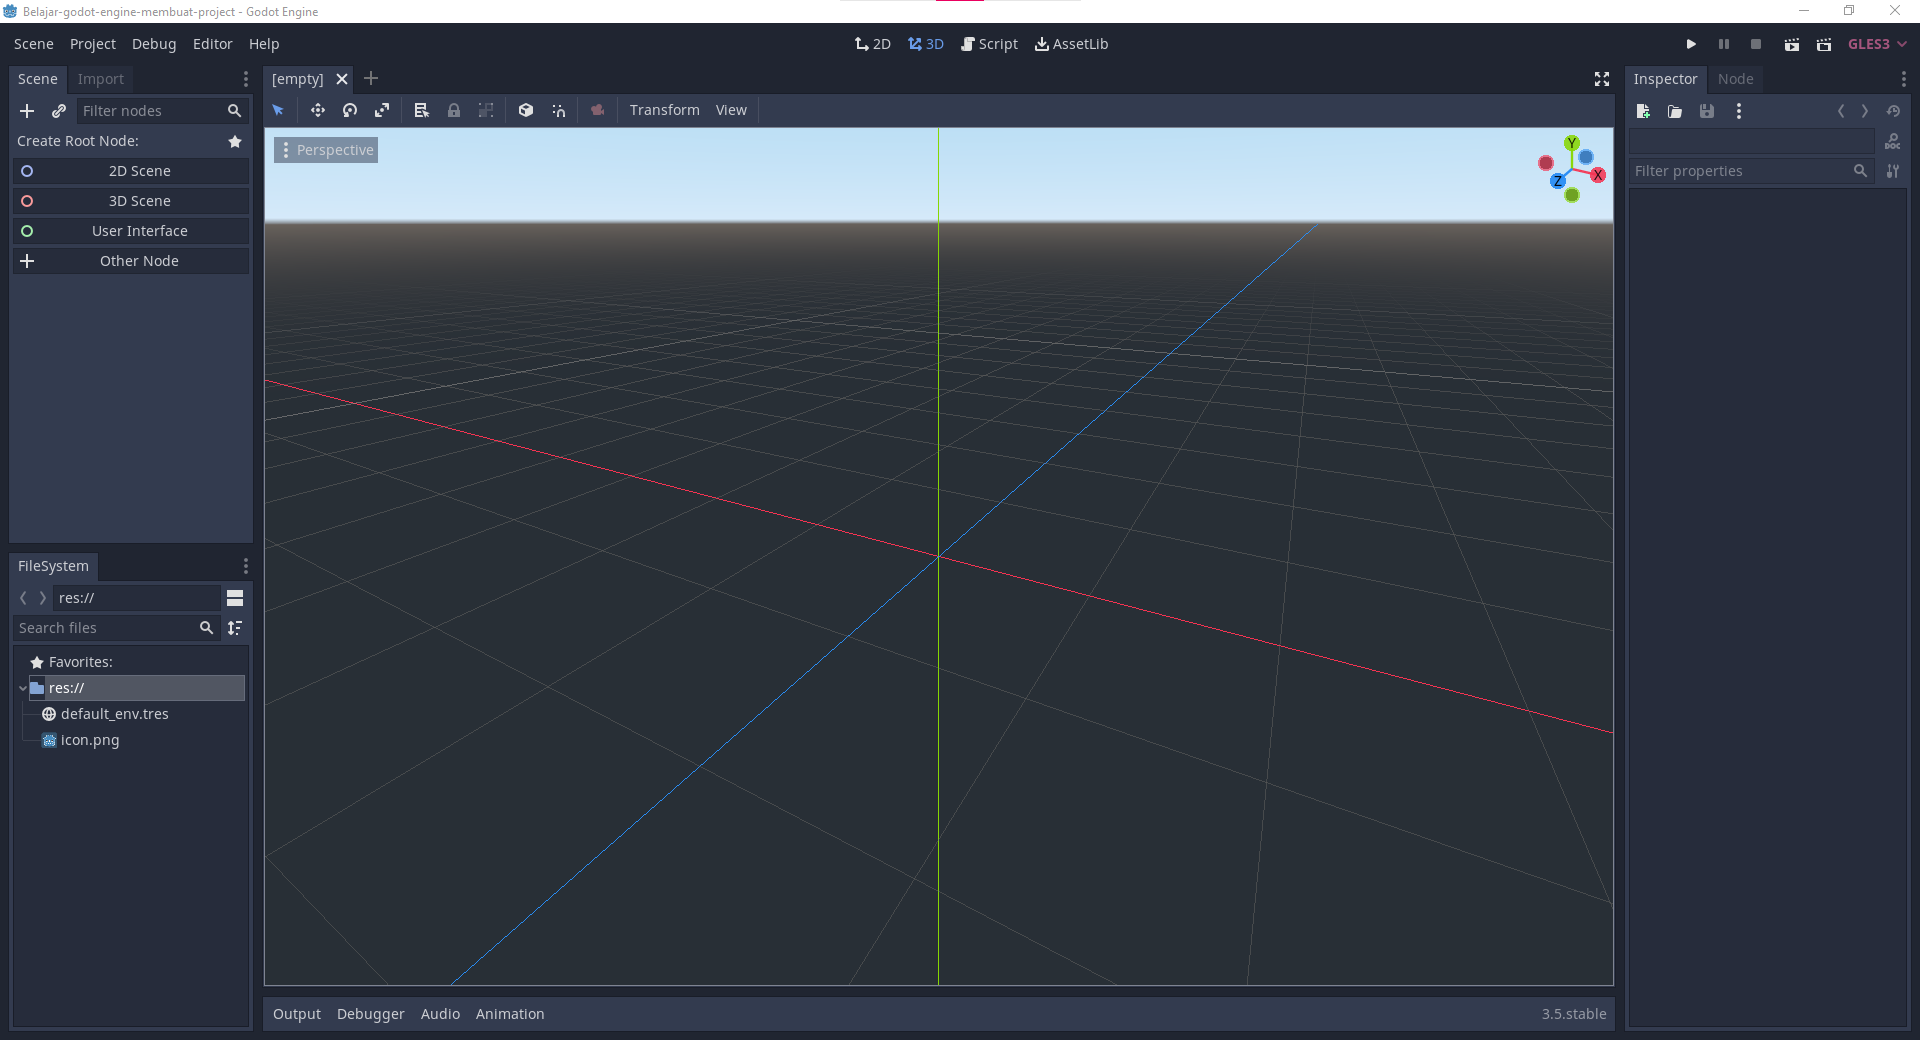 Belajar-godot-engine-membuat-project - Godot Engine
Scene Project Debug Editor Help
2D 3D Script AssetLib
GLES3
Scene Import
Filter nodes
Create Root Node:
2D Scene
3D Scene
User Interface
Other Node
FileSystem
res://
Search files
Favorites:
res://
default_env.tres
icon.png
[empty]
Transform View
Perspective
Y
X
Z
Output Debugger Audio Animation
3.5.stable
Inspector Node
DOC
Filter properties